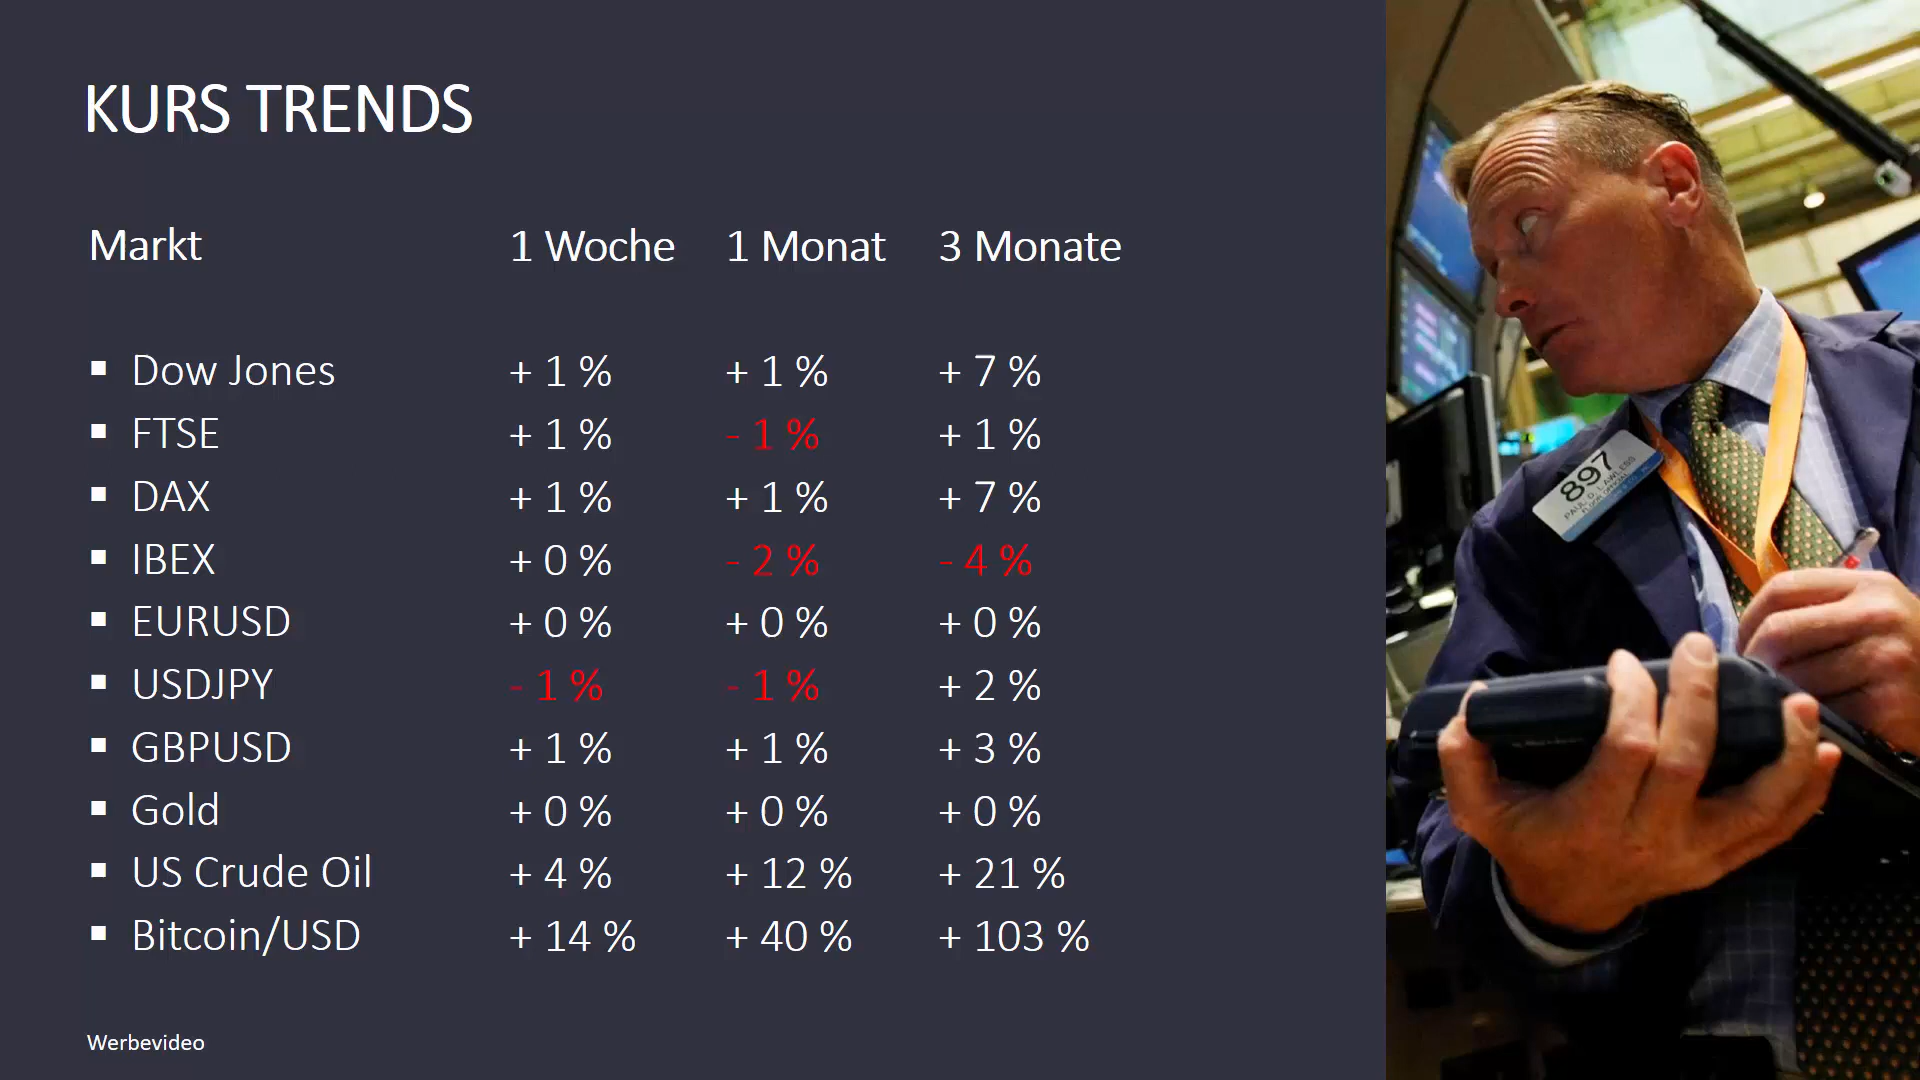 KURS TRENDS
Markt 1 Woche 1 Monat 3 Monate
▪ Dow Jones + 1 % + 1 % + 7 %
▪ FTSE + 1 % - 1 % + 1 %
▪ DAX + 1 % + 1 % + 7 %
▪ IBEX + 0 % - 2 % - 4 %
▪ EURUSD + 0 % + 0 % + 0 %
▪ USDJPY - 1 % - 1 % + 2 %
▪ GBPUSD + 1 % + 1 % + 3 %
▪ Gold + 0 % + 0 % + 0 %
▪ US Crude Oil + 4 % + 12 % + 21 %
▪ Bitcoin/USD + 14 % + 40 % + 103 %
Werbevideo
897
PAUL D. LAWLESS